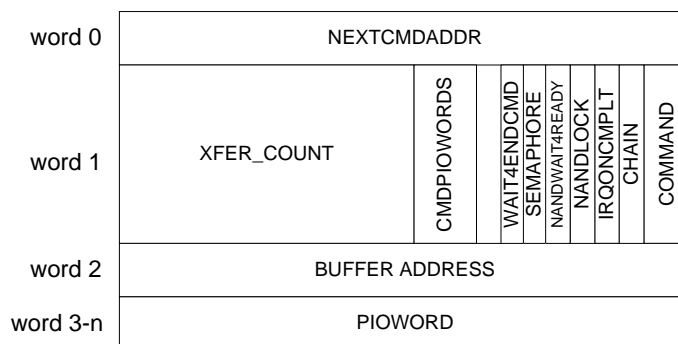 word 0
NEXTCMDADDR
word 1
XFER_COUNT
CMDPIOWORDS
WAIT4ENDCMD
SEMAPHORE
NANDWAIT4READY
NANDLOCK
IRQONCMPLT
CHAIN
COMMAND
word 2
BUFFER ADDRESS
word 3-n
PIOWORD